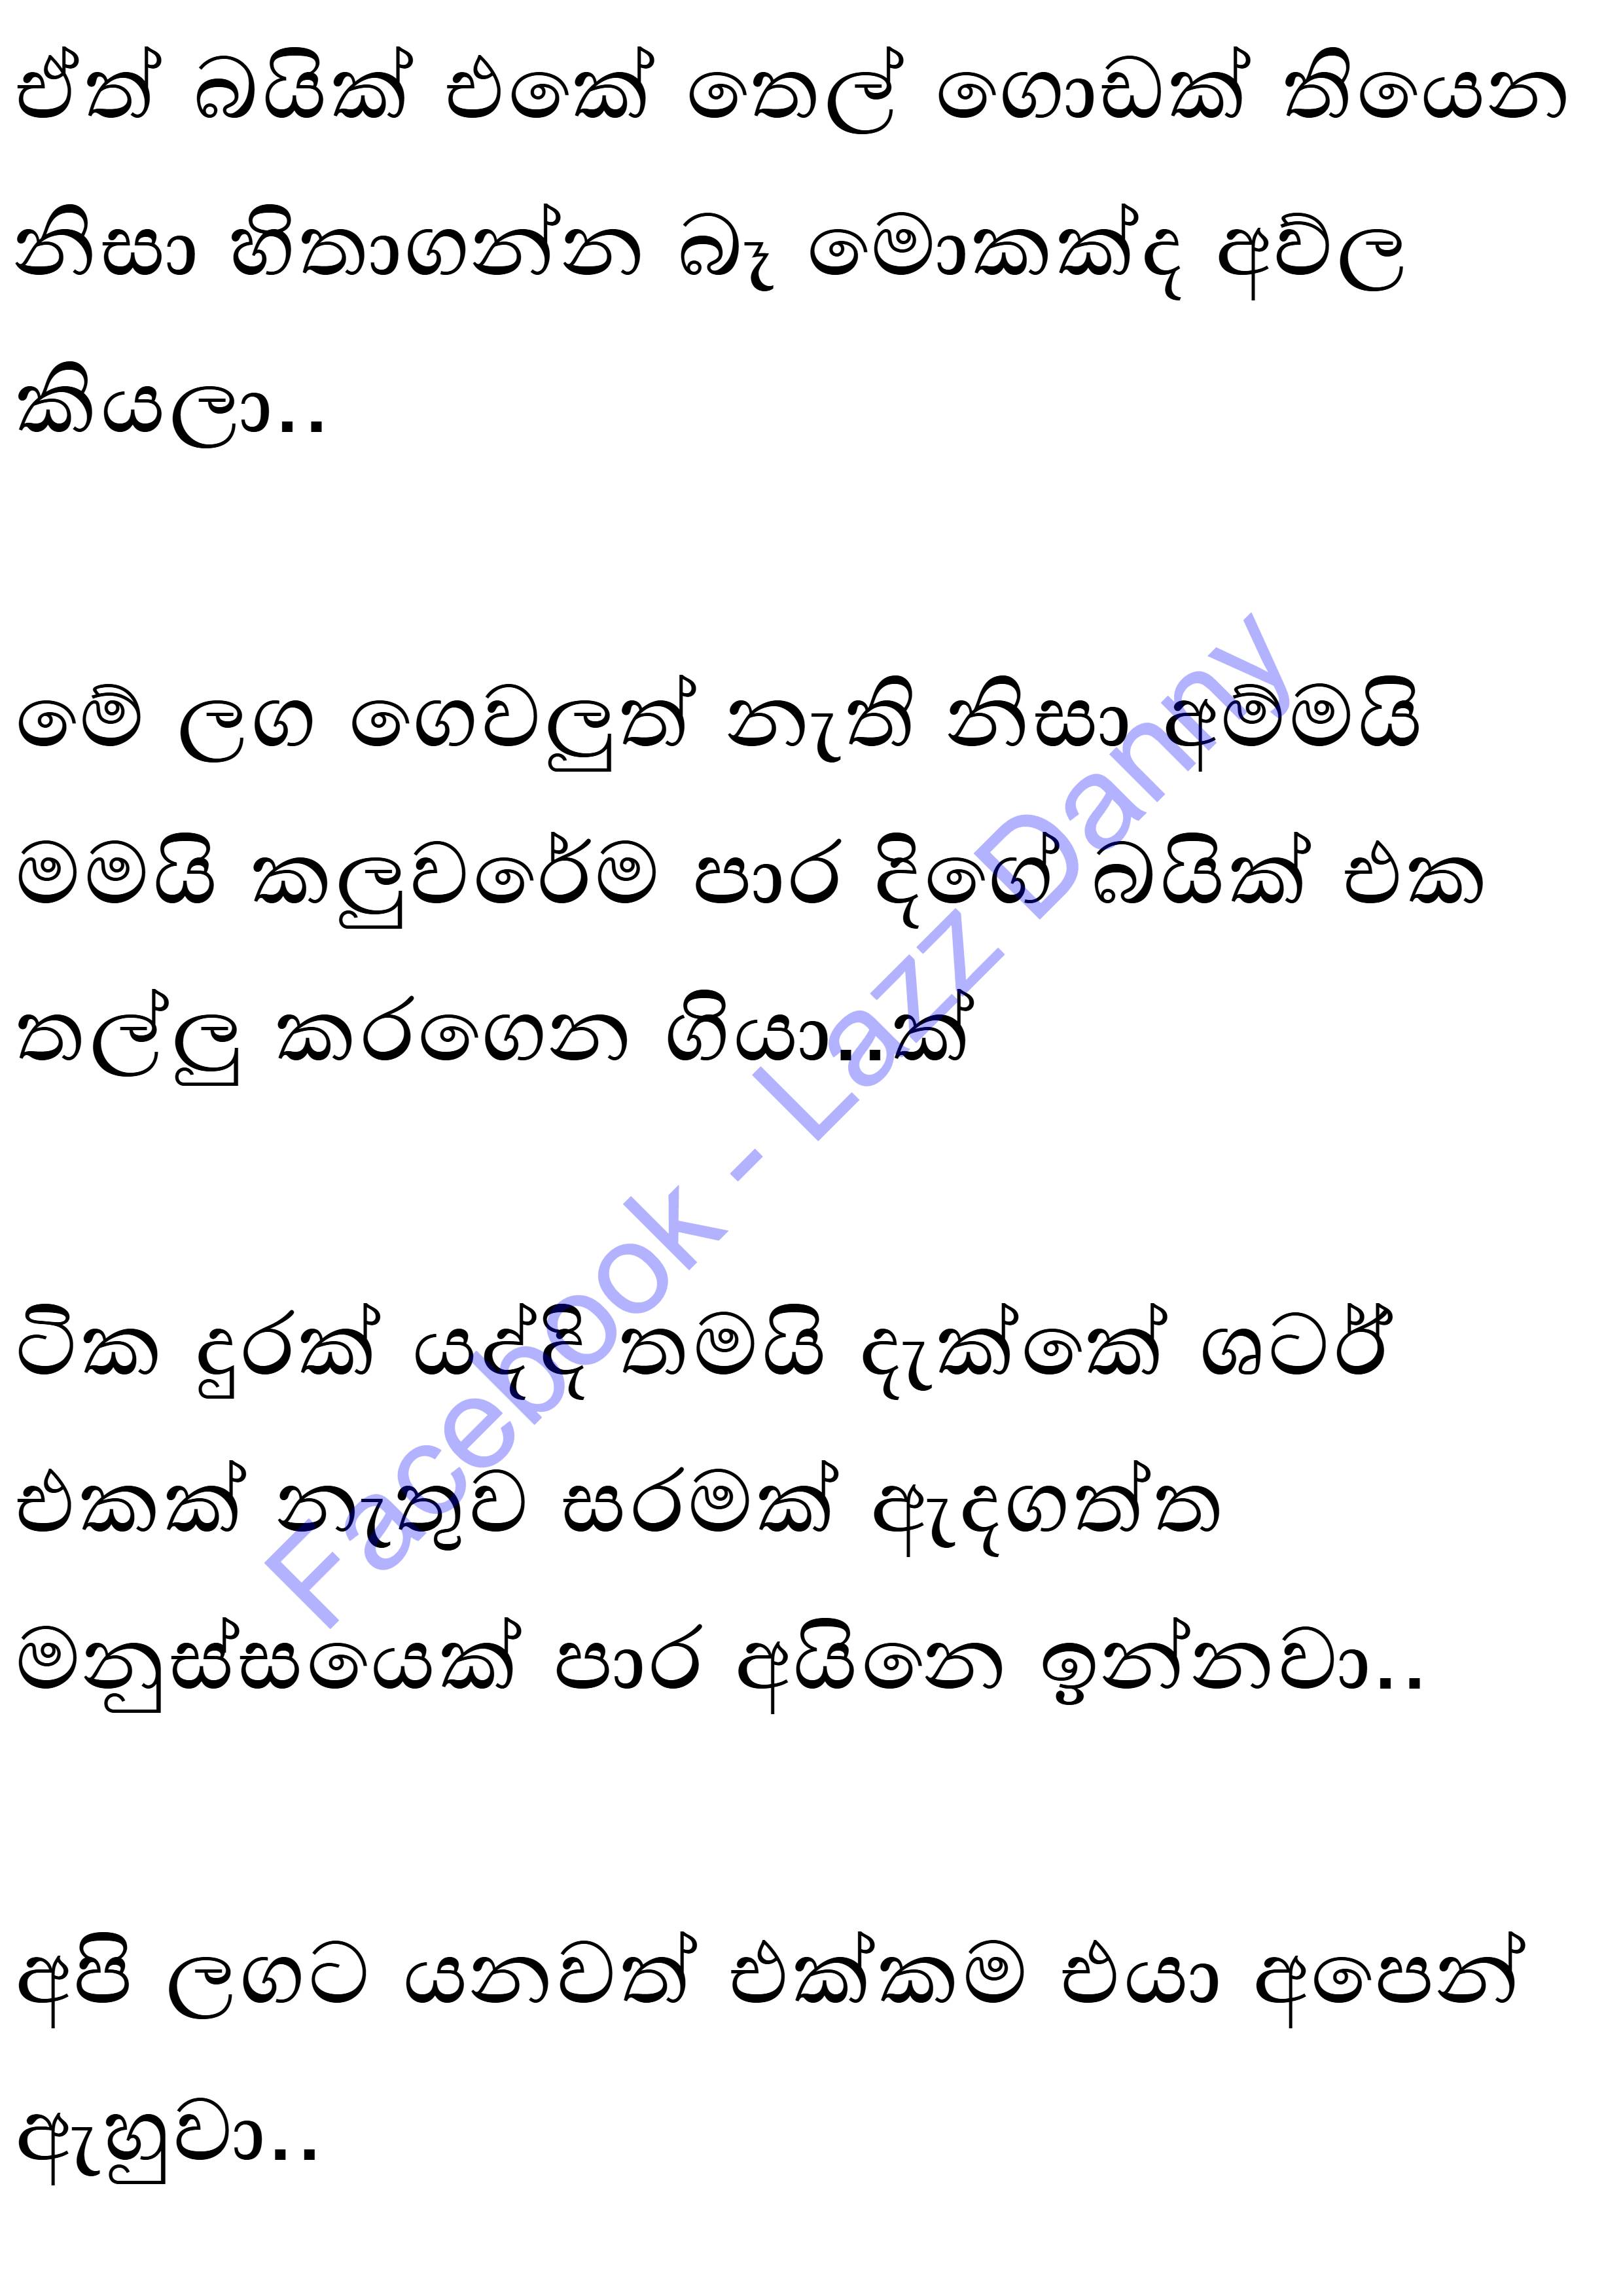 ඒත් බයික් එකේ තෙල් ගොඩක් තියෙන
නිසා හිතාගන්න බෑ මොකක්ද අව්ල
කියලා..
මේ ලග ගෙවලුත් නැති නිසා අම්මයි
මමයි කලුවරේම පාර දිගේ බයික් එක
තල්ලු කරගෙන ගියා..ක්
ටික දුරක් යද්දි තමයි දැක්කේ ශටර්
එකක් නැතුව සරමක් ඇදගත්ත
මනුස්සයෙක් පාර අයිනෙ ඉන්නවා..
අපි ලගට යනවත් එක්කම එයා අපෙන්
ඇහුවා..
Facebook - Lazz Danny